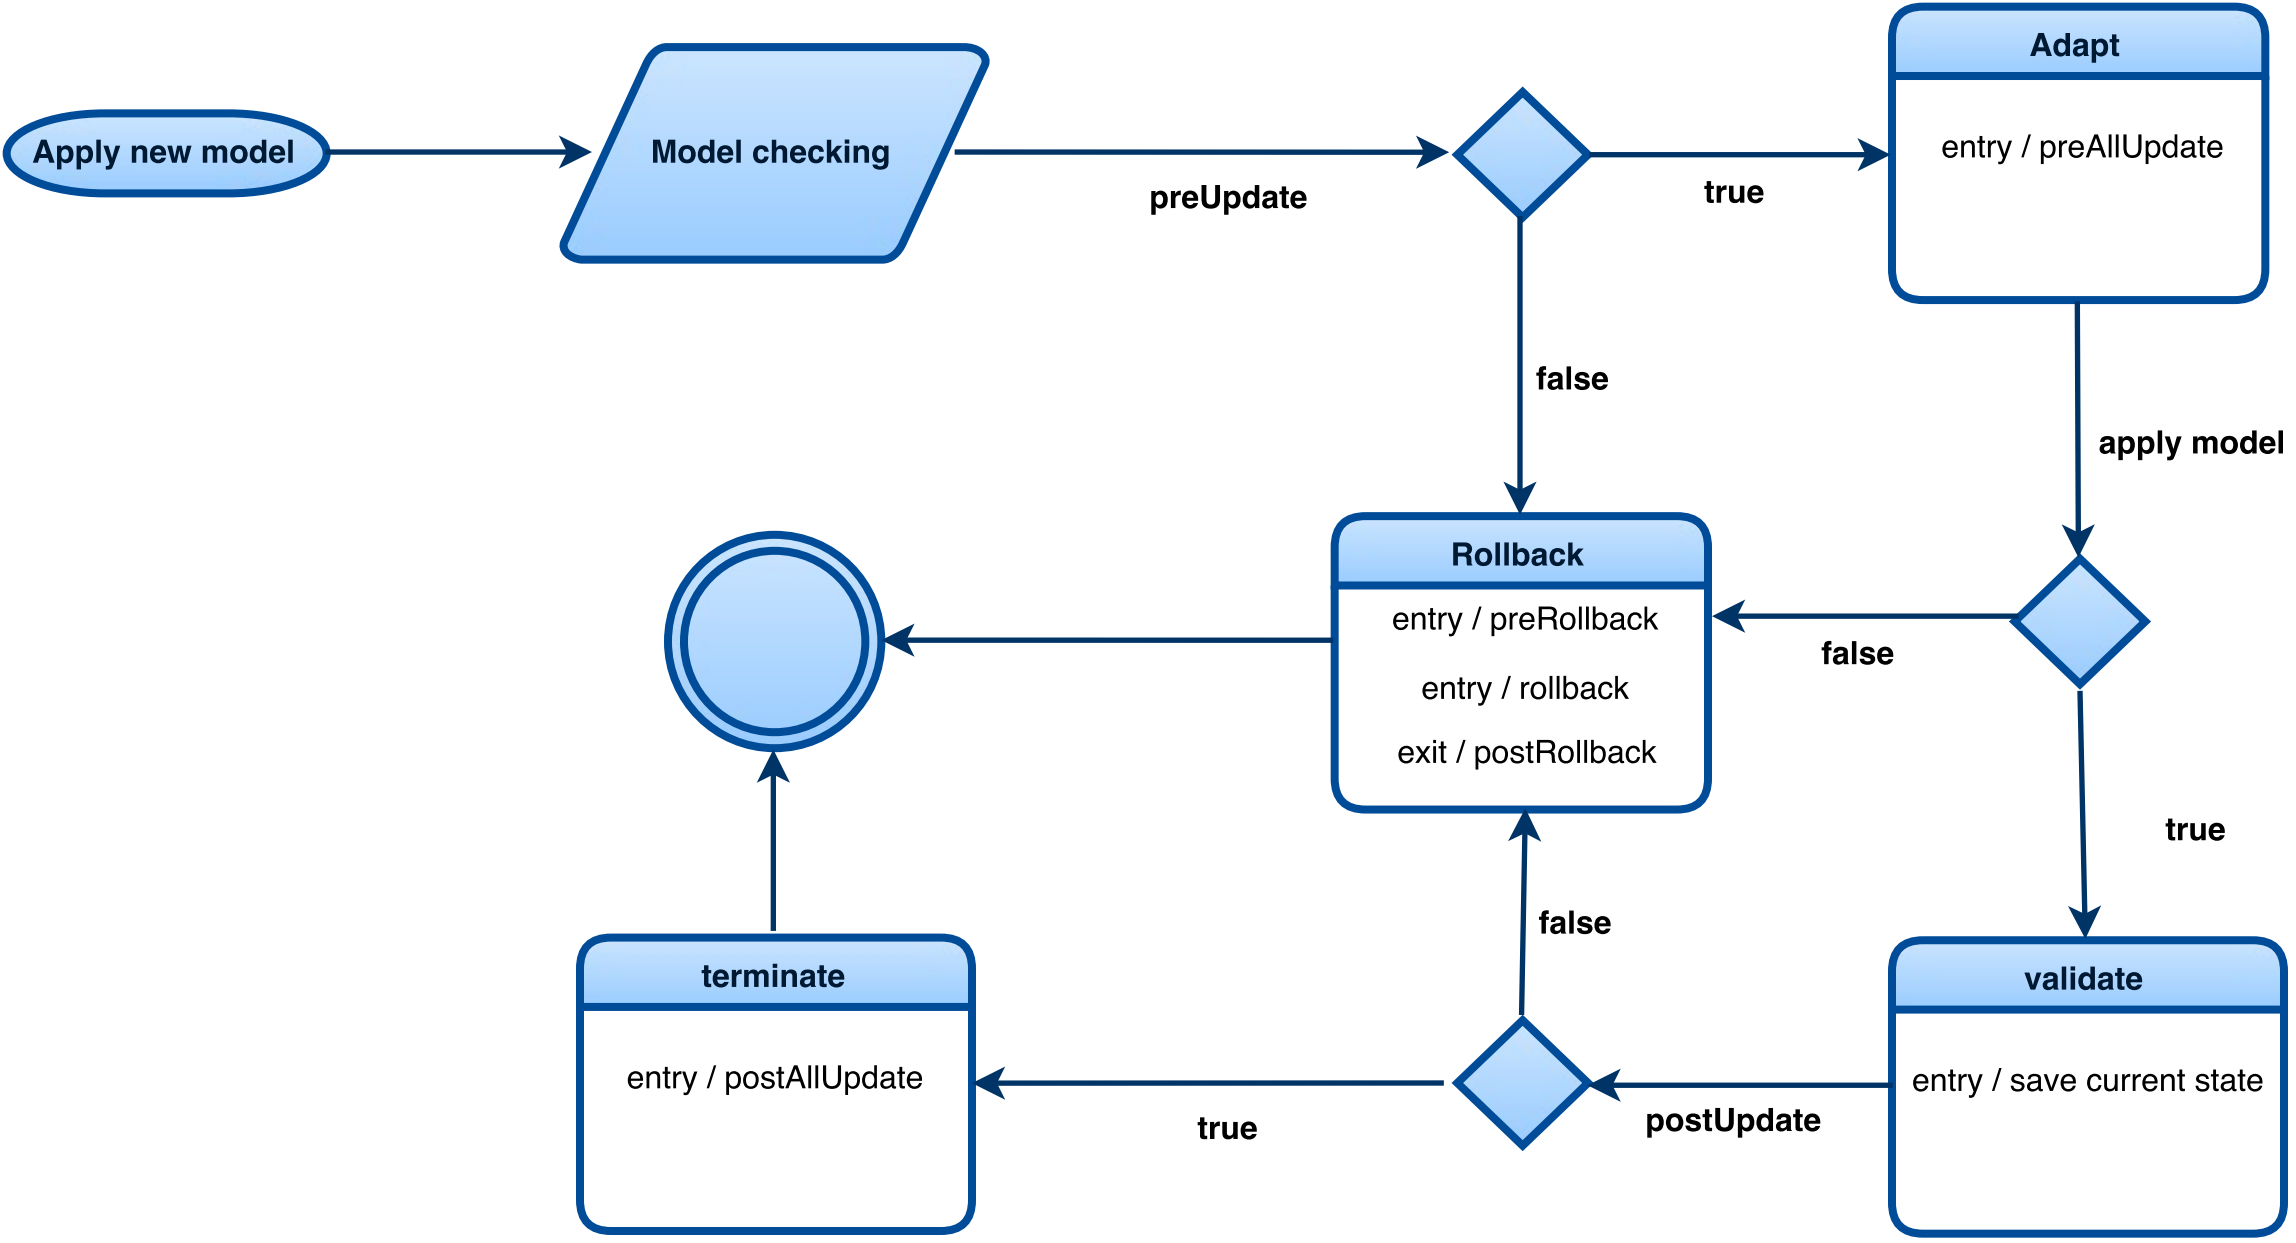 Apply new model
Model checking
preUpdate
true
Adapt
entry / preAllUpdate
false
apply model
Rollback
entry / preRollback
entry / rollback
exit / postRollback
false
true
false
terminate
entry / postAllUpdate
true
postUpdate
validate
entry / save current state